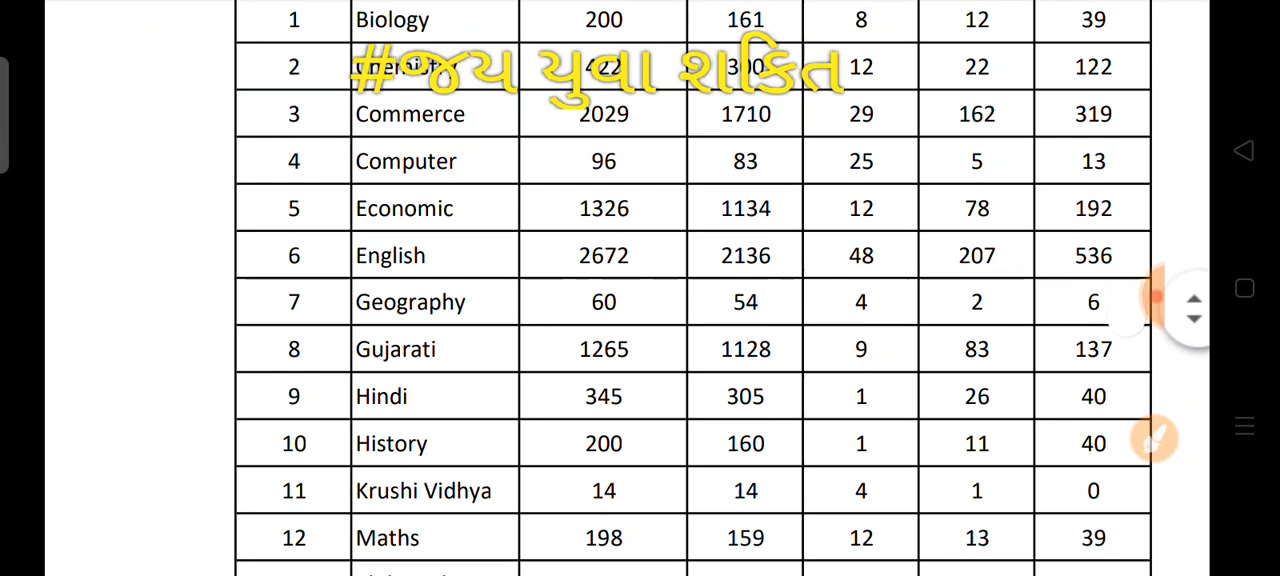 1 Biology 200 161 8 12 39
#જય યુવા શક્તિ
2 Chemistry 422 300 12 22 122
3 Commerce 2029 1710 29 162 319
4 Computer 96 83 25 5 13
5 Economic 1326 1134 12 78 192
6 English 2672 2136 48 207 536
7 Geography 60 54 4 2 6
8 Gujarati 1265 1128 9 83 137
9 Hindi 345 305 1 26 40
10 History 200 160 1 11 40
11 Krushi Vidhya 14 14 4 1 0
12 Maths 198 159 12 13 39